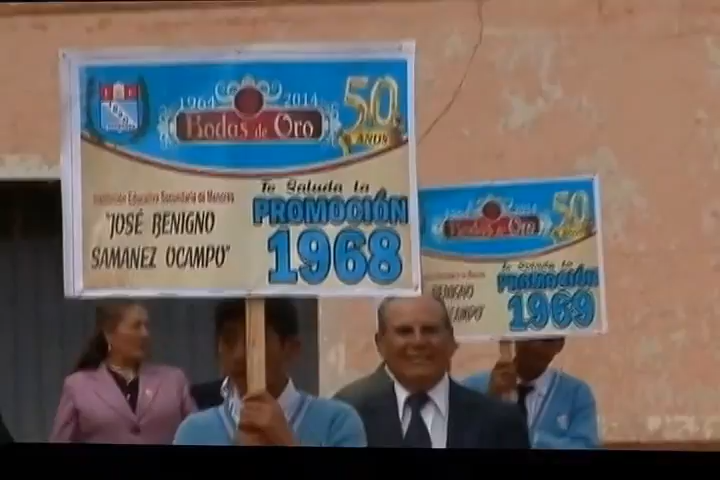 1964 2014
Bodas de Oro
50
AÑOS
Institución Educativa Secundaria de Menores
"JOSÉ BENIGNO
SAMANEZ OCAMPO"
Te Saluda la
PROMOCIÓN
1968
Bodas de Oro
50
Te Saluda la
PROMOCIÓN
1969
BENIGNO
OCAMPO"